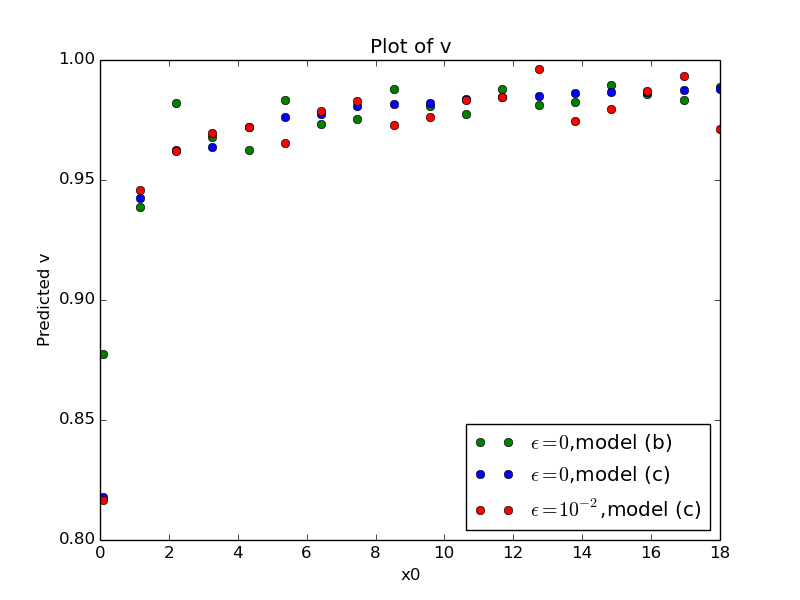 Plot of v
1.00
0.95
0.90
0.85
0.80
Predicted v
0 2 4 6 8 10 12 14 16 18
x0
ϵ=0,model (b)
ϵ=0,model (c)
ϵ=10⁻²,model (c)